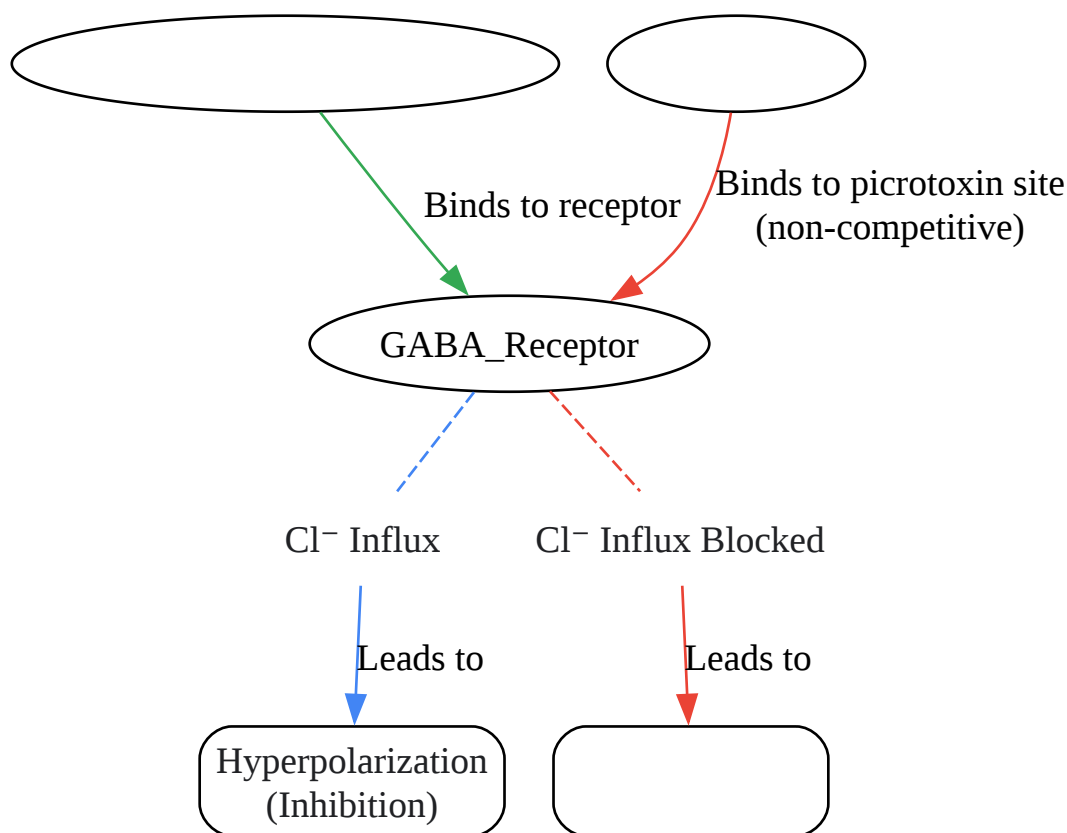 Binds to receptor
Binds to picrotoxin site
(non-competitive)
GABA_Receptor
Cl⁻ Influx
Cl⁻ Influx Blocked
Leads to
Leads to
Hyperpolarization
(Inhibition)